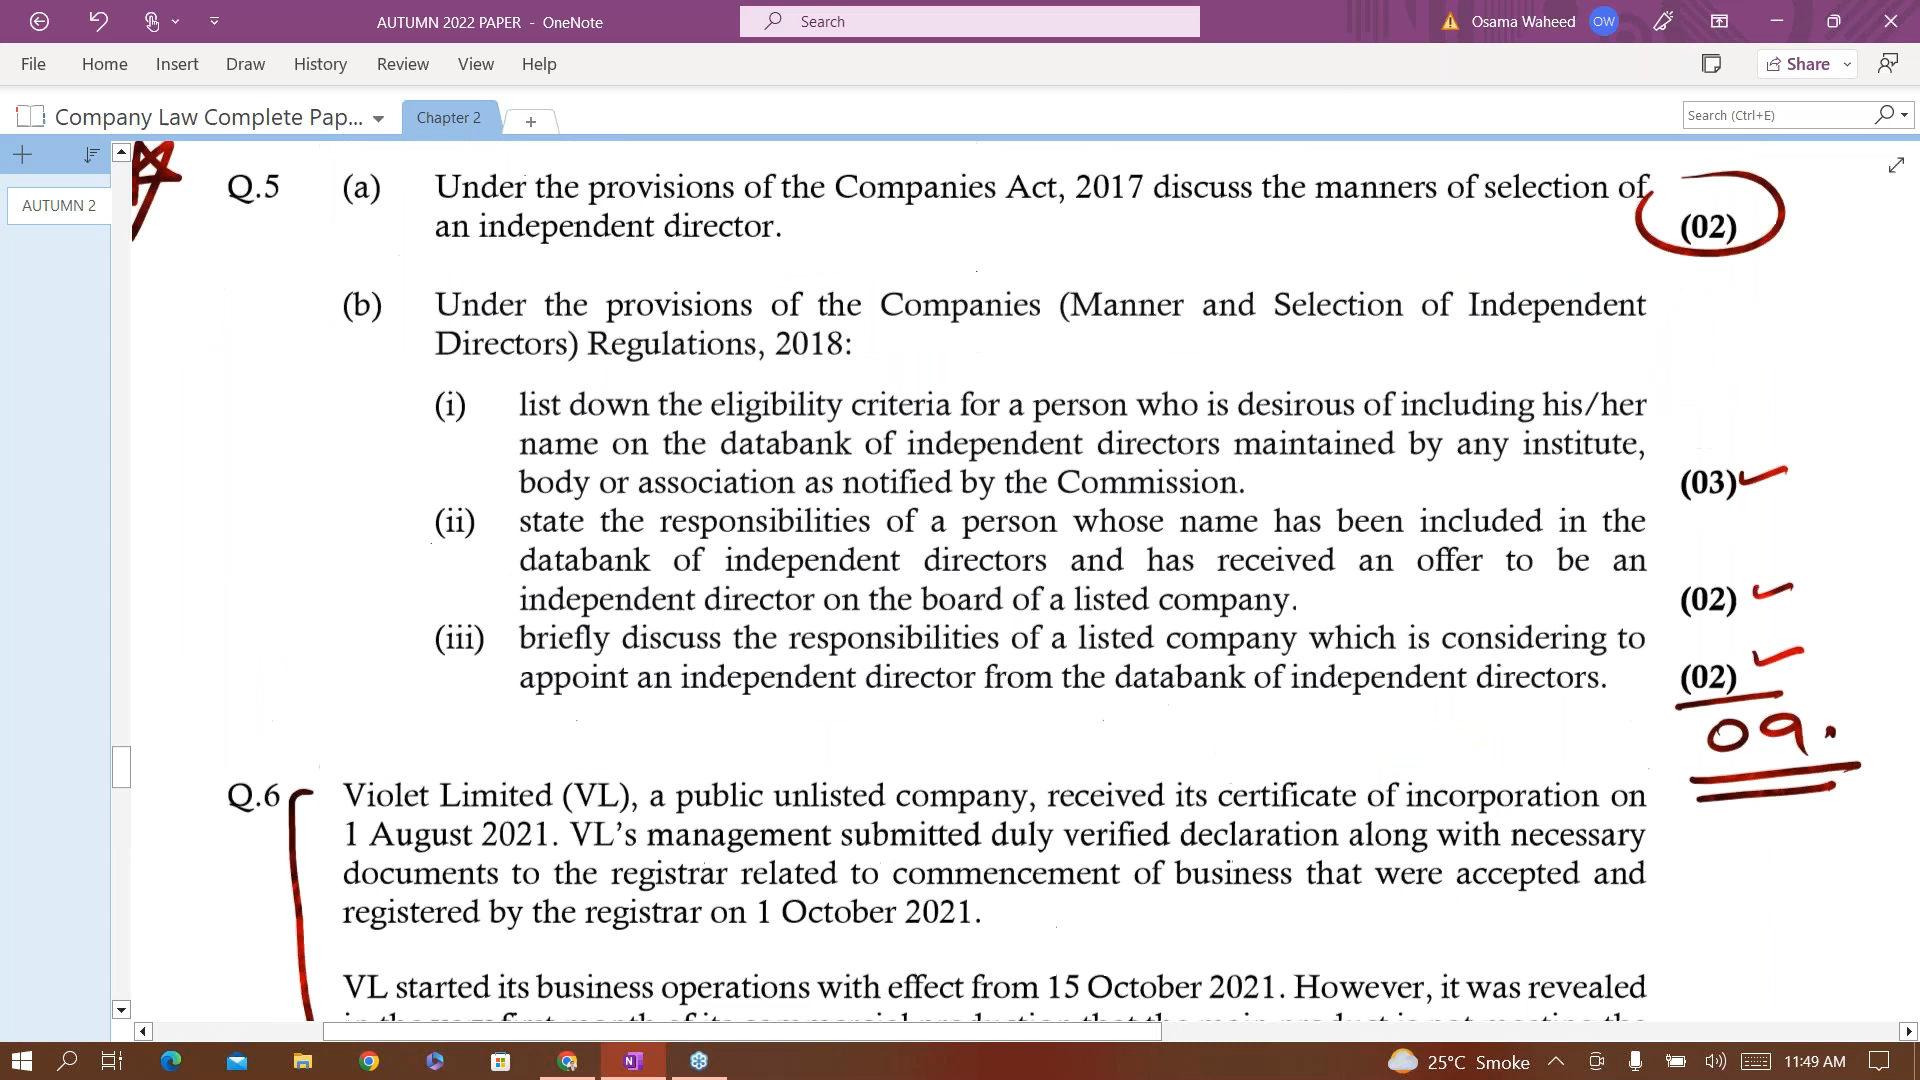 AUTUMN 2022 PAPER - OneNote
Search
Osama Waheed
OW
File Home Insert Draw History Review View Help
Share
Company Law Complete Pap...
Chapter 2
Search (Ctrl+E)
AUTUMN 2
Q.5 (a) Under the provisions of the Companies Act, 2017 discuss the manners of selection of
an independent director. (02)
(b) Under the provisions of the Companies (Manner and Selection of Independent
Directors) Regulations, 2018:
(i) list down the eligibility criteria for a person who is desirous of including his/her
name on the databank of independent directors maintained by any institute,
body or association as notified by the Commission. (03)
(ii) state the responsibilities of a person whose name has been included in the
databank of independent directors and has received an offer to be an
independent director on the board of a listed company. (02)
(iii) briefly discuss the responsibilities of a listed company which is considering to
appoint an independent director from the databank of independent directors. (02)
09.
Q.6 Violet Limited (VL), a public unlisted company, received its certificate of incorporation on
1 August 2021. VL's management submitted duly verified declaration along with necessary
documents to the registrar related to commencement of business that were accepted and
registered by the registrar on 1 October 2021.
VL started its business operations with effect from 15 October 2021. However, it was revealed
25°C Smoke
11:49 AM